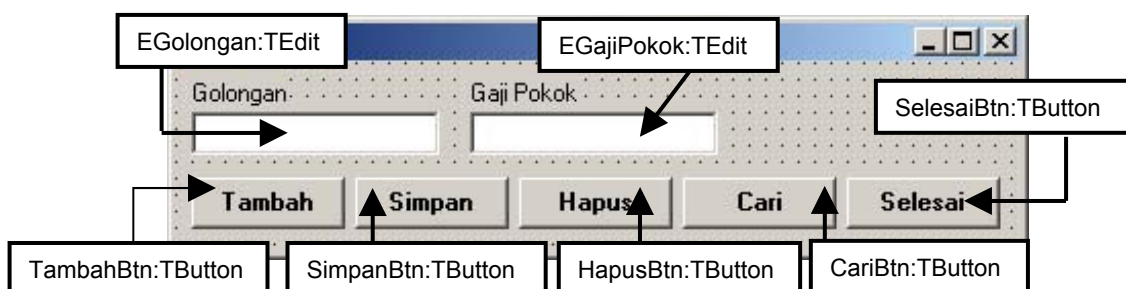 EGolongan:TEdit
EGajiPokok:TEdit
Golongan
Gaji Pokok
SelesaiBtn:TButton
Tambah
Simpan
Hapus
Cari
Selesai
TambahBtn:TButton
SimpanBtn:TButton
HapusBtn:TButton
CariBtn:TButton